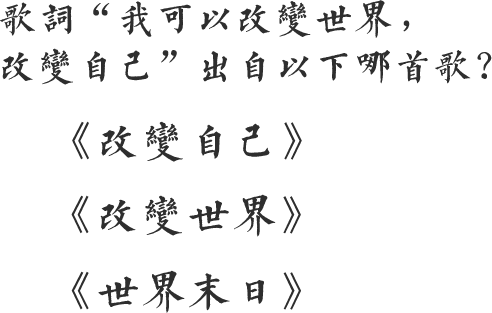 歌詞“我可以改變世界，
改變自己”出自以下哪首歌？
《改變自己》
《改變世界》
《世界末日》